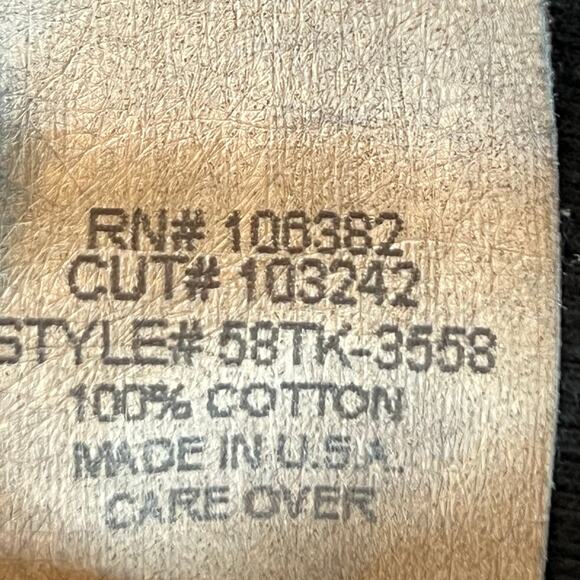 RN# 106382
CUT# 103242
STYLE# 58TK-3558
100% COTTON
MADE IN U.S.A.
CARE OVER